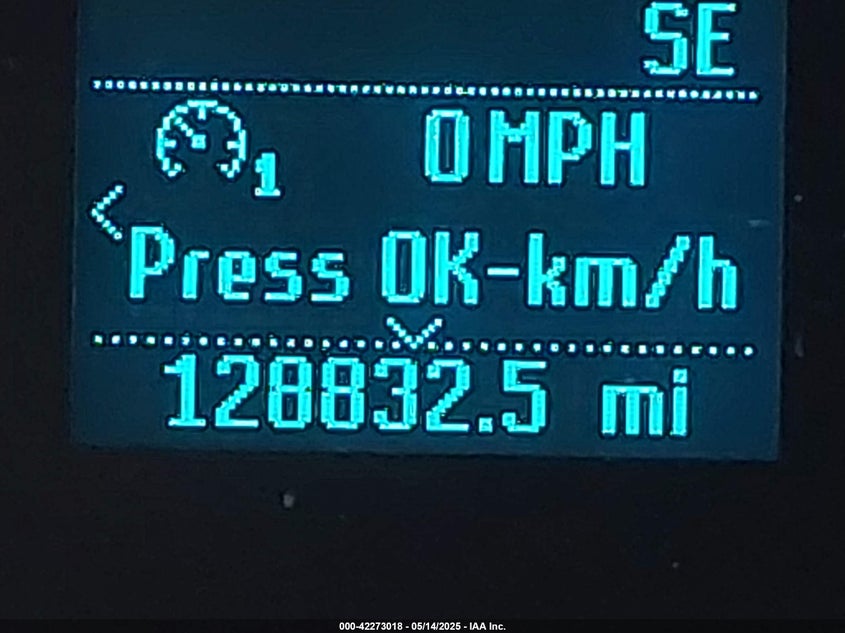 SE
1 0 MPH
Press OK-km/h
128832.5 mi
000-42273018 - 05/14/2025 - IAA Inc.